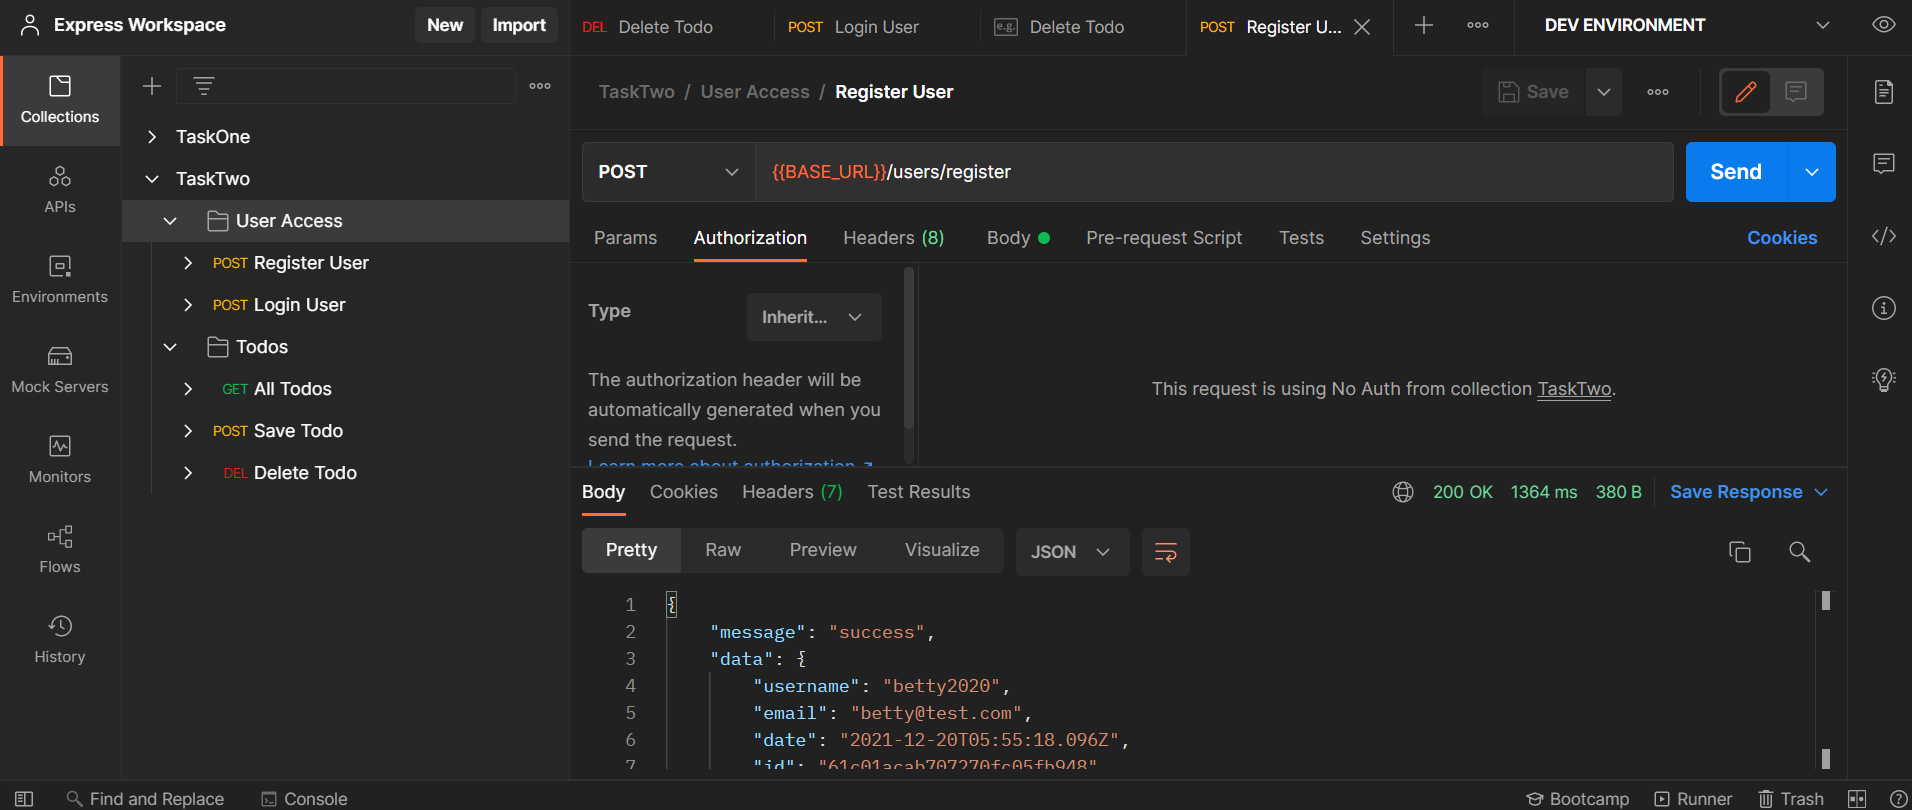 Express Workspace
New
Import
DEL Delete Todo
POST Login User
e.g. Delete Todo
POST Register U...
DEV ENVIRONMENT
Collections
APIs
Environments
Mock Servers
Monitors
Flows
History
TaskOne
TaskTwo
User Access
POST Register User
POST Login User
Todos
GET All Todos
POST Save Todo
DEL Delete Todo
TaskTwo / User Access / Register User
Save
POST
{{BASE_URL}}/users/register
Send
Params
Authorization
Headers (8)
Body
Pre-request Script
Tests
Settings
Cookies
Type
Inherit...
The authorization header will be
automatically generated when you
send the request.
Learn more about authorization ↗
This request is using No Auth from collection TaskTwo.
Body
Cookies
Headers (7)
Test Results
200 OK
1364 ms
380 B
Save Response
Pretty
Raw
Preview
Visualize
JSON
1 {
2 "message": "success",
3 "data": {
4 "username": "betty2020",
5 "email": "betty@test.com",
6 "date": "2021-12-20T05:55:18.096Z",
7 "id": "61c01acab707270fc05fb948"
Find and Replace
Console
Bootcamp
Runner
Trash